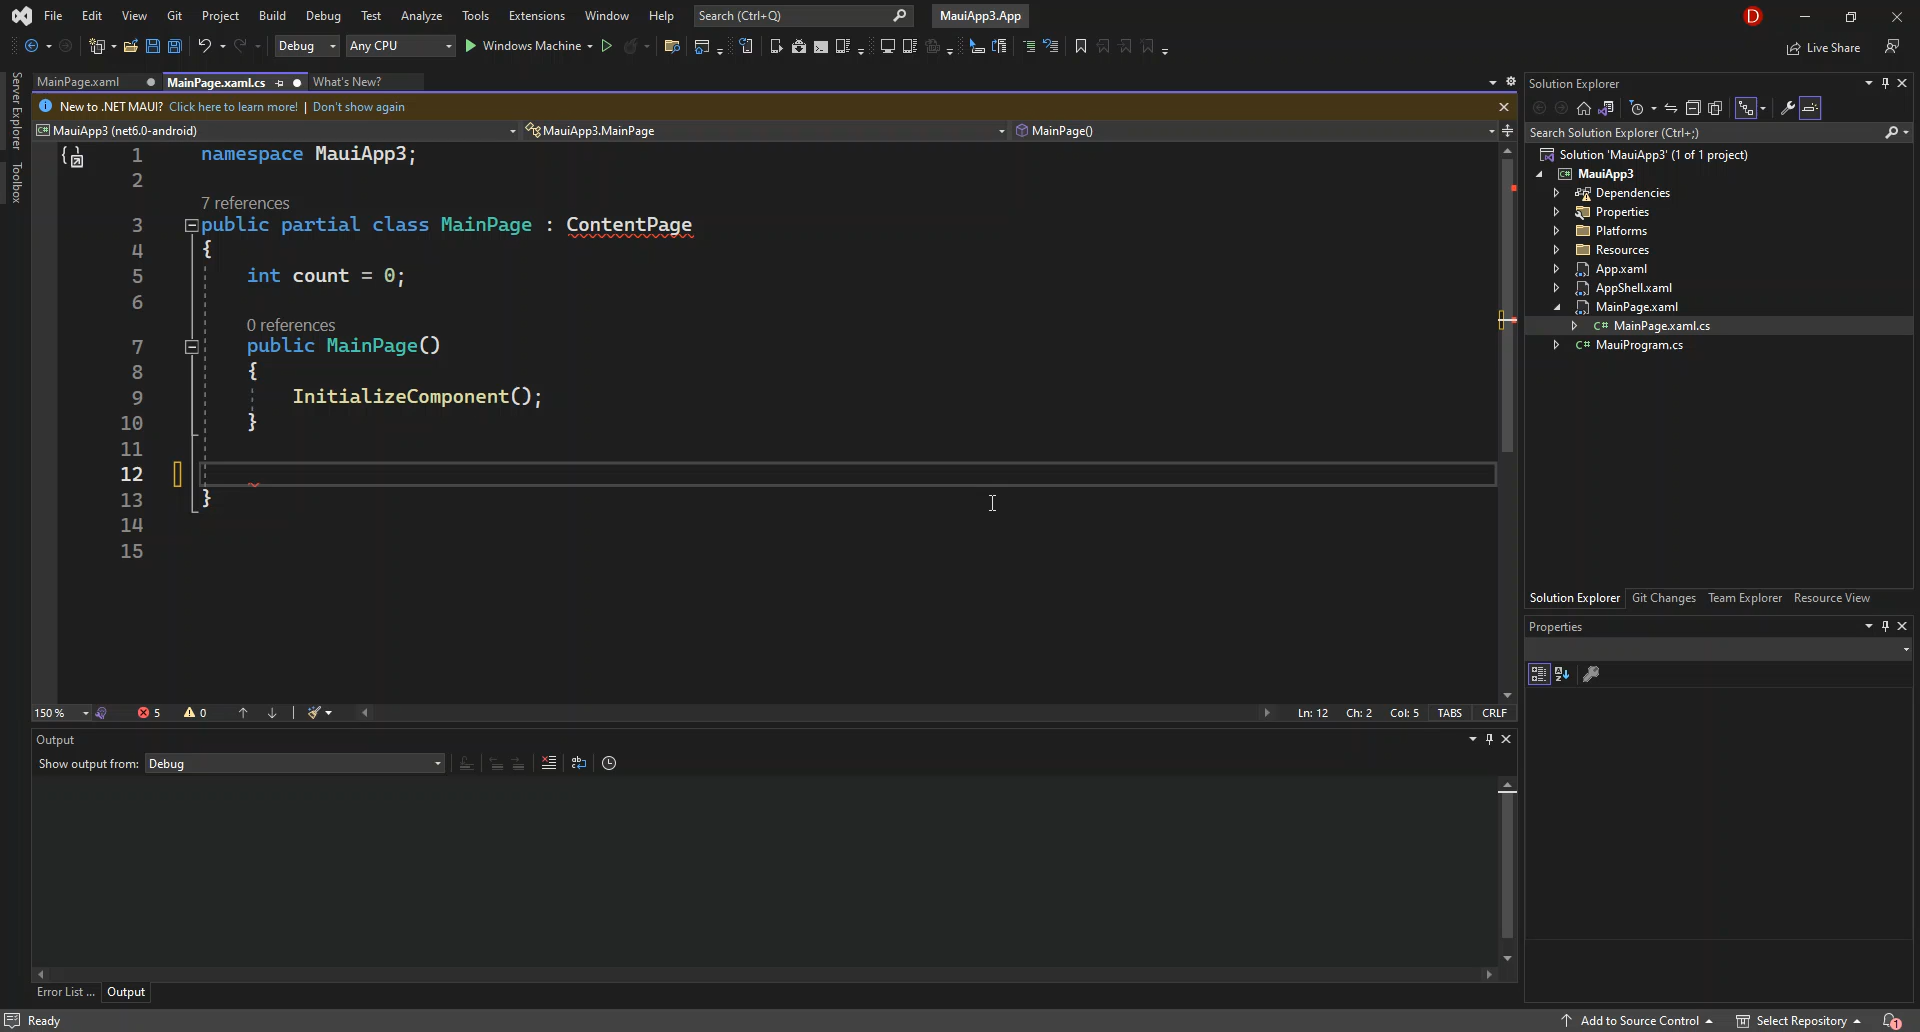 File Edit View Git Project Build Debug Test Analyze Tools Extensions Window Help Search (Ctrl+Q) MauiApp3.App D
Debug Any CPU Windows Machine Live Share
Server Explorer
Toolbox
MainPage.xaml MainPage.xaml.cs What's New?
New to .NET MAUI? Click here to learn more! | Don't show again
MauiApp3 (net6.0-android) MauiApp3.MainPage MainPage()
1 namespace MauiApp3;
2
7 references
3 public partial class MainPage : ContentPage
4 {
5 int count = 0;
6
0 references
7 public MainPage()
8 {
9 InitializeComponent();
10 }
11
12
13 }
14
15
150 % 5 0 Ln: 12 Ch: 2 Col: 5 TABS CRLF
Output
Show output from: Debug
Error List ... Output
Solution Explorer
Search Solution Explorer (Ctrl+;)
Solution 'MauiApp3' (1 of 1 project)
C# MauiApp3
Dependencies
Properties
Platforms
Resources
App.xaml
AppShell.xaml
MainPage.xaml
C# MainPage.xaml.cs
C# MauiProgram.cs
Solution Explorer Git Changes Team Explorer Resource View
Properties
Ready Add to Source Control Select Repository 1